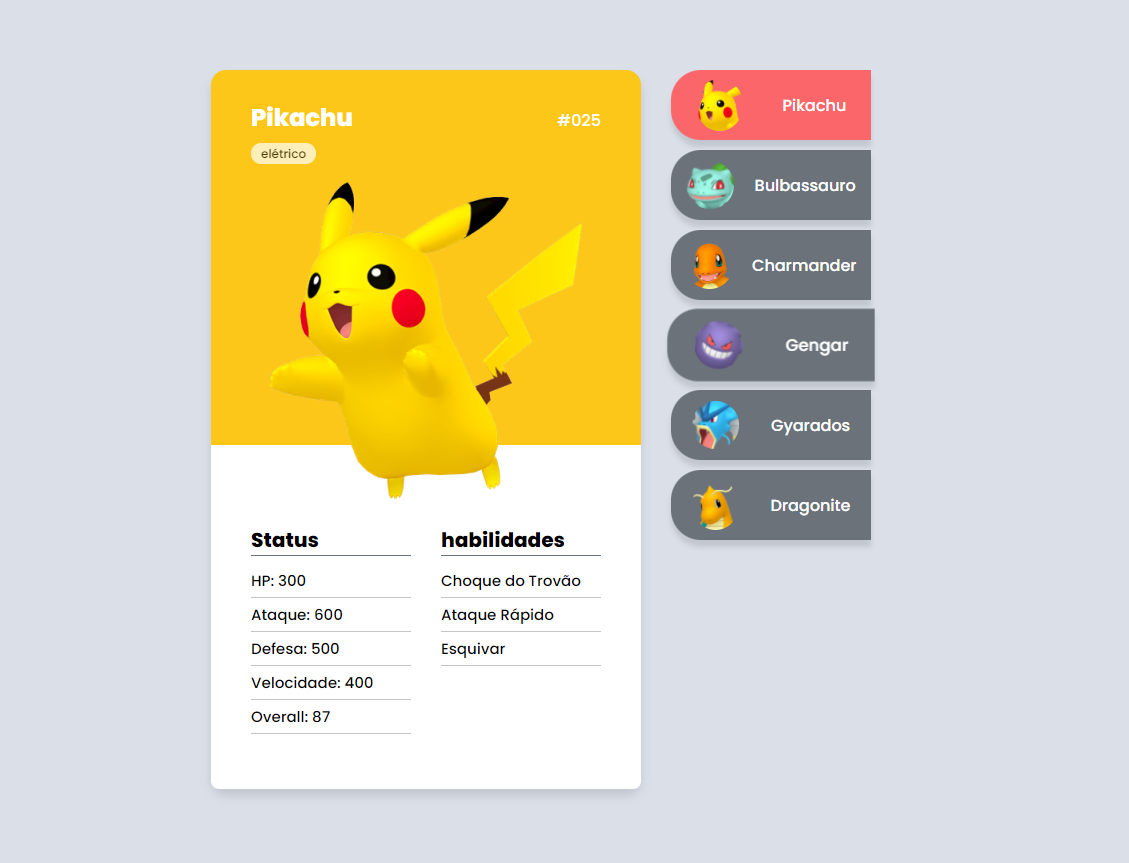 Pikachu
#025
elétrico
Status
HP: 300
Ataque: 600
Defesa: 500
Velocidade: 400
Overall: 87
habilidades
Choque do Trovão
Ataque Rápido
Esquivar
Pikachu
Bulbassauro
Charmander
Gengar
Gyarados
Dragonite